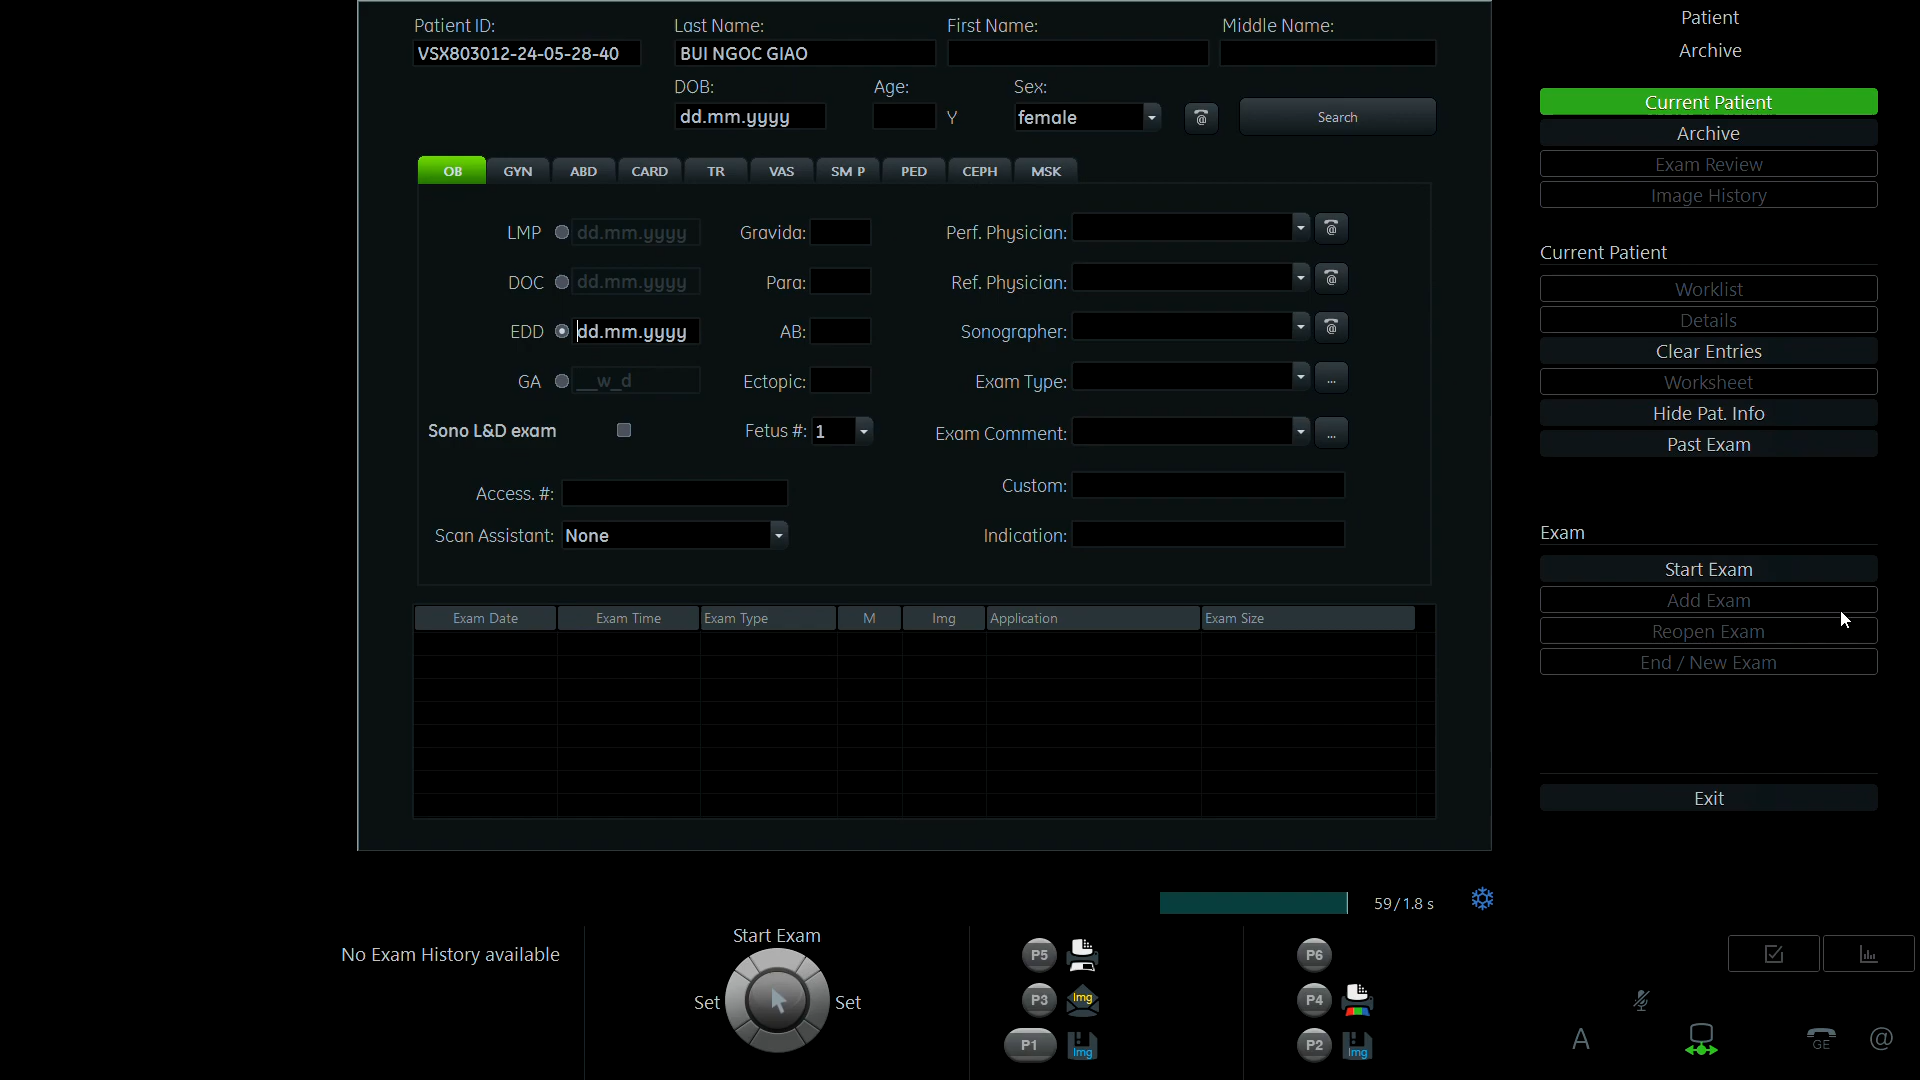 Patient ID: Last Name: First Name: Middle Name:
VSX803012-24-05-28-40 BUI NGOC GIAO
DOB: Age: Sex:
dd.mm.yyyy Y female Search
OB GYN ABD CARD TR VAS SM P PED CEPH MSK
LMP dd.mm.yyyy Gravida: Perf. Physician:
DOC dd.mm.yyyy Para: Ref. Physician:
EDD dd.mm.yyyy AB: Sonographer:
GA __w_d Ectopic: Exam Type: ...
Sono L&D exam Fetus #: 1 Exam Comment: ...
Access. #: Custom:
Scan Assistant: None Indication:
Exam Date Exam Time Exam Type M Img Application Exam Size
Patient
Archive
Current Patient
Archive
Exam Review
Image History
Current Patient
Worklist
Details
Clear Entries
Worksheet
Hide Pat. Info
Past Exam
Exam
Start Exam
Add Exam
Reopen Exam
End / New Exam
Exit
59/1.8 s
No Exam History available
Start Exam
Set Set
P5 P6
P3 Img P4
P1 Img P2 Img
A GE @